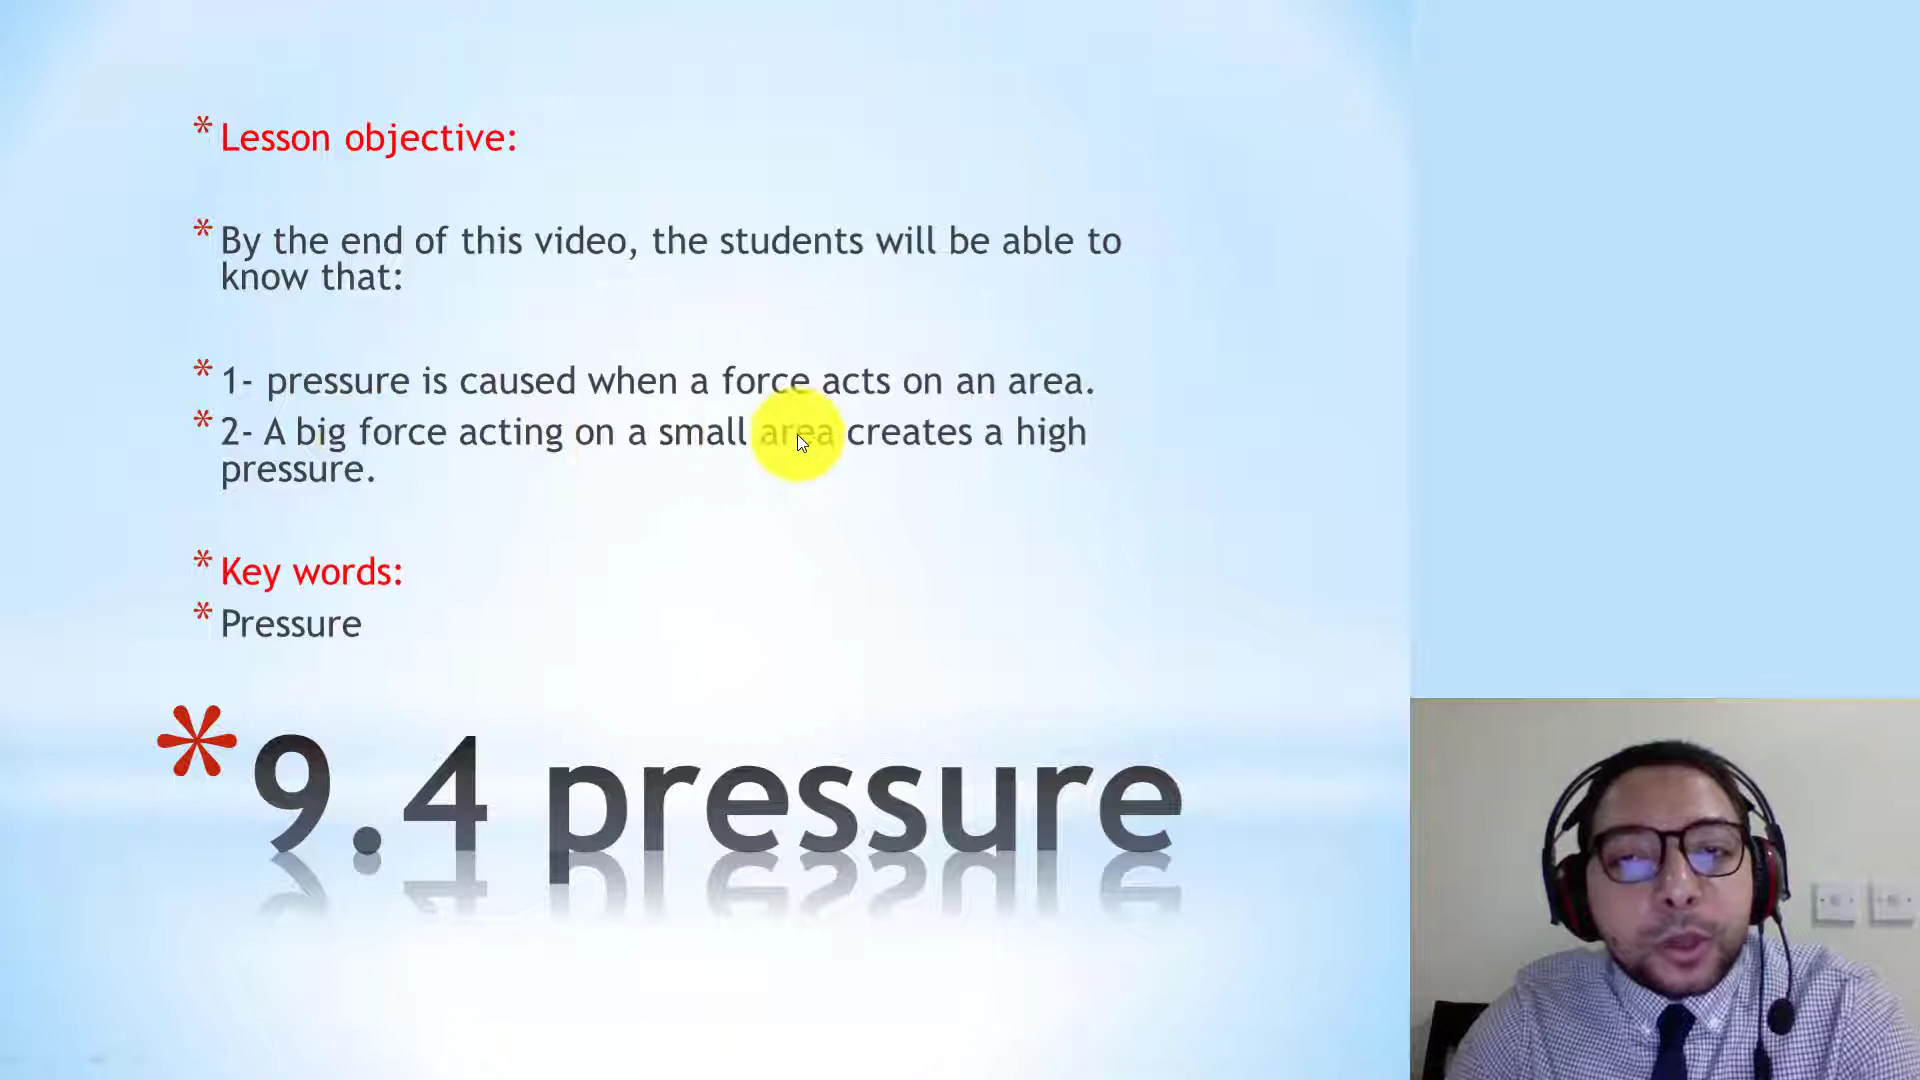 * Lesson objective:
* By the end of this video, the students will be able to
know that:
* 1- pressure is caused when a force acts on an area.
* 2- A big force acting on a small area creates a high
pressure.
* Key words:
* Pressure
*9.4 pressure